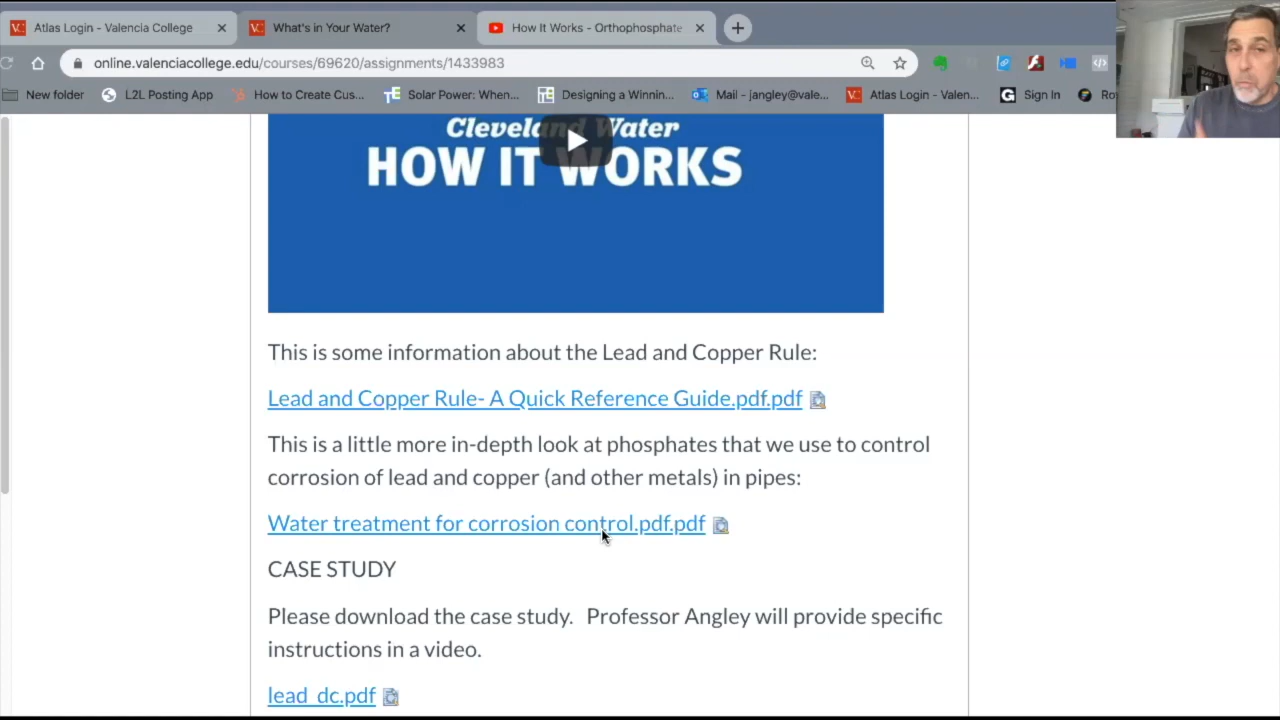 Atlas Login - Valencia College
What's in Your Water?
How It Works - Orthophosphate
online.valenciacollege.edu/courses/69620/assignments/1433983
New folder
L2L Posting App
How to Create Cus...
Solar Power: When...
Designing a Winnin...
Mail - jangley@vale...
Atlas Login - Valen...
Sign In
Cleveland Water
HOW IT WORKS
This is some information about the Lead and Copper Rule:
Lead and Copper Rule- A Quick Reference Guide.pdf.pdf
This is a little more in-depth look at phosphates that we use to control
corrosion of lead and copper (and other metals) in pipes:
Water treatment for corrosion control.pdf.pdf
CASE STUDY
Please download the case study. Professor Angley will provide specific
instructions in a video.
lead_dc.pdf